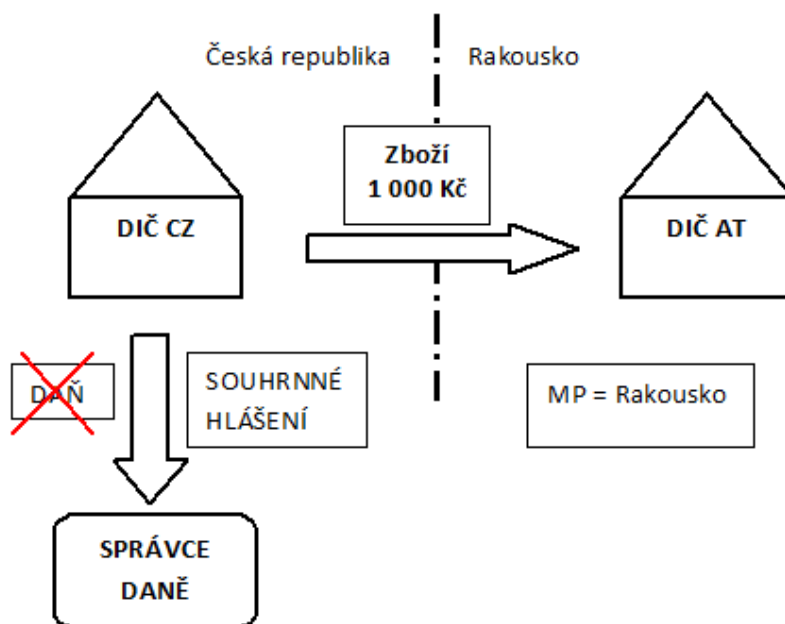 Česká republika
Rakousko
Zboží
1 000 Kč
DIČ CZ
DIČ AT
DAŇ
SOUHRNNÉ
HLÁŠENÍ
MP = Rakousko
SPRÁVCE
DANĚ